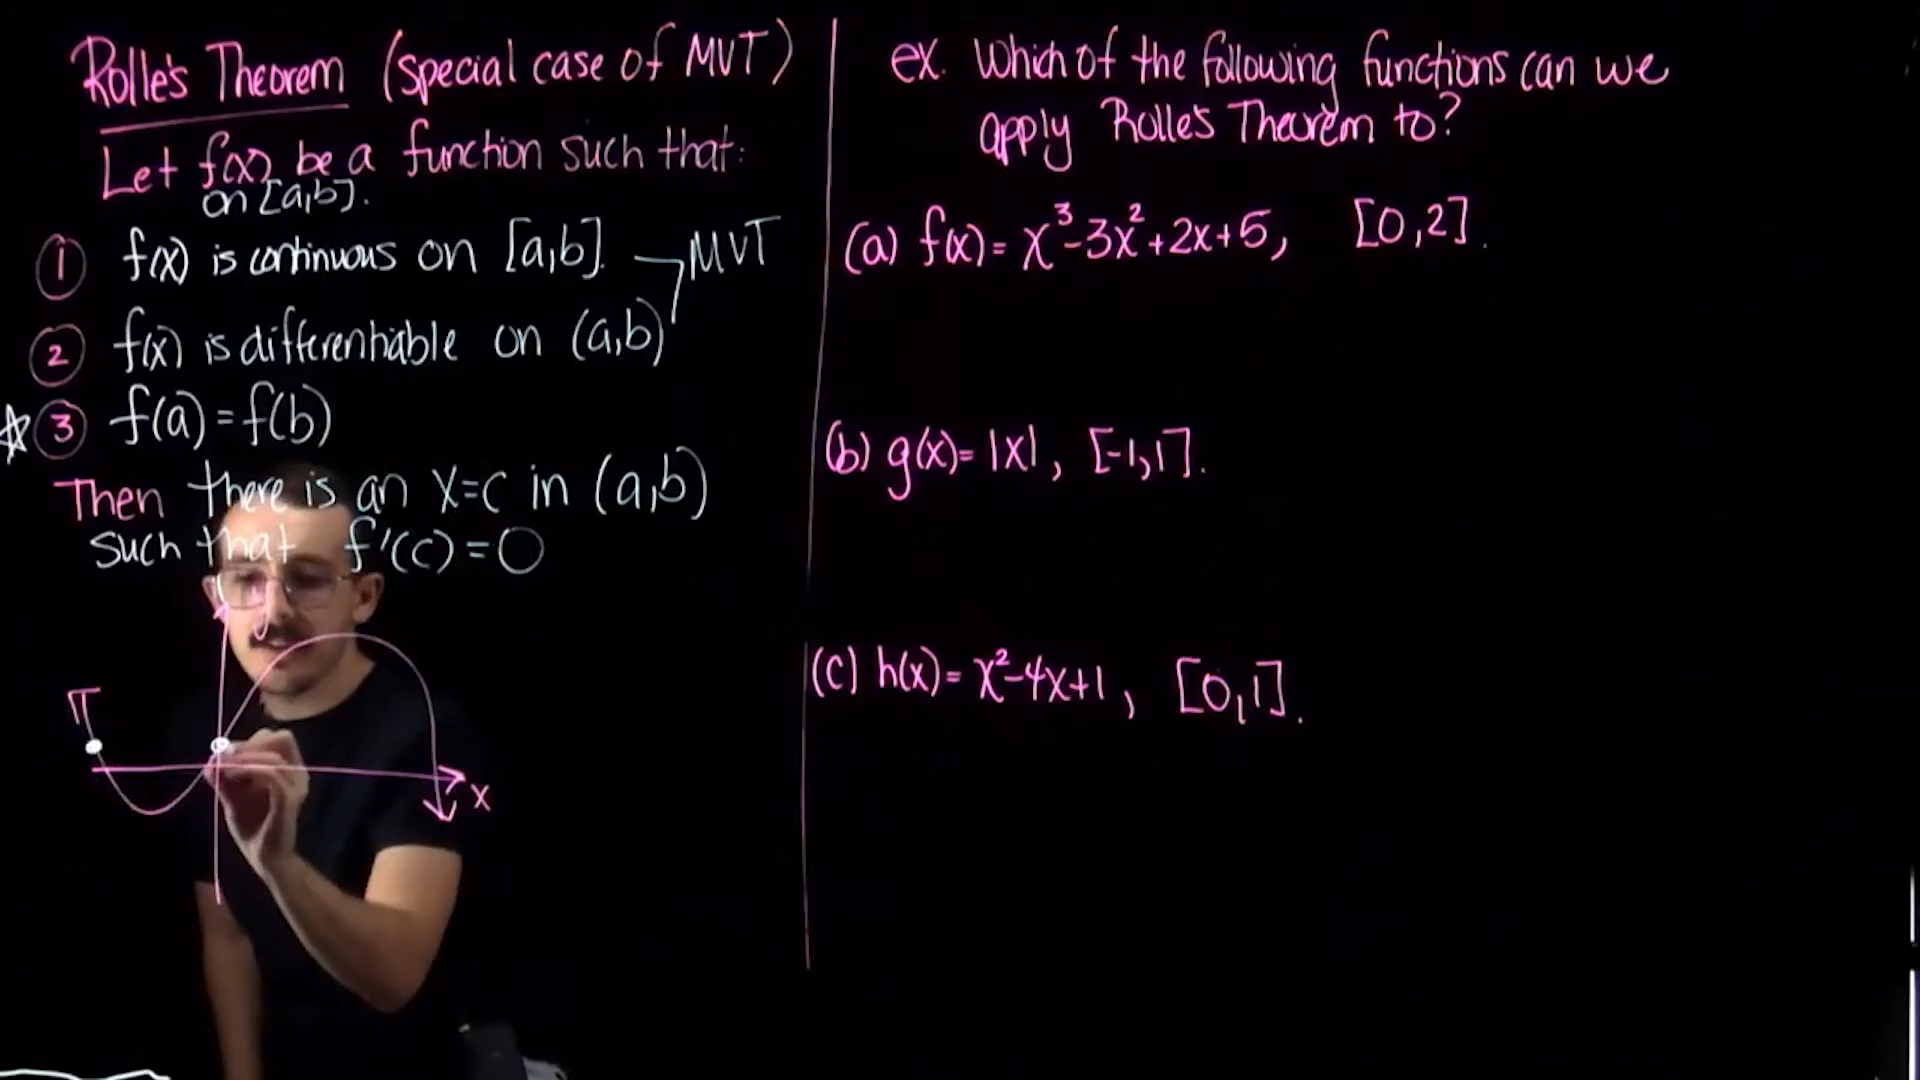 Rolle's Theorem (special case of MVT)
Let f(x) be a function such that:
on [a,b].
① f(x) is continuous on [a,b]. MVT
② f(x) is differentiable on (a,b)
☆ ③ f(a) = f(b)
Then there is an x=c in (a,b)
such that f'(c) = 0
y
x
ex. Which of the following functions can we
apply Rolle's Theorem to?
(a) f(x) = x³-3x²+2x+5, [0,2].
(b) g(x) = |x|, [-1,1].
(c) h(x) = x²-4x+1, [0,1].